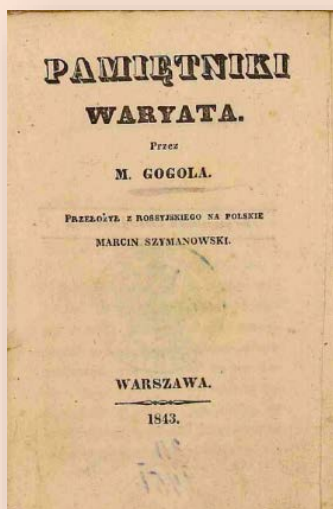 PAMIĘTNIKI
WARYATA.
Przez
M. GOGOLA.
PRZEŁOŻYŁ Z ROSSYJSKIEGO NA POLSKIE
MARCIN SZYMANOWSKI.
WARSZAWA.
1843.